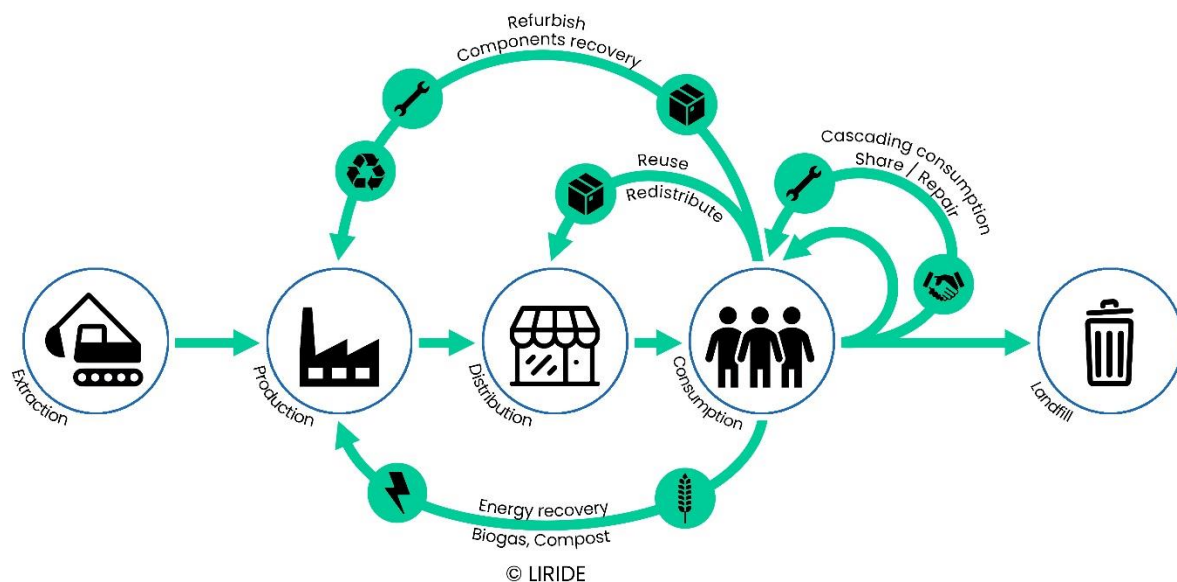 Refurbish
Components recovery
Cascading consumption
Share / Repair
Reuse
Redistribute
Extraction
Production
Distribution
Consumption
Landfill
Energy recovery
Biogas, Compost
© LIRIDE